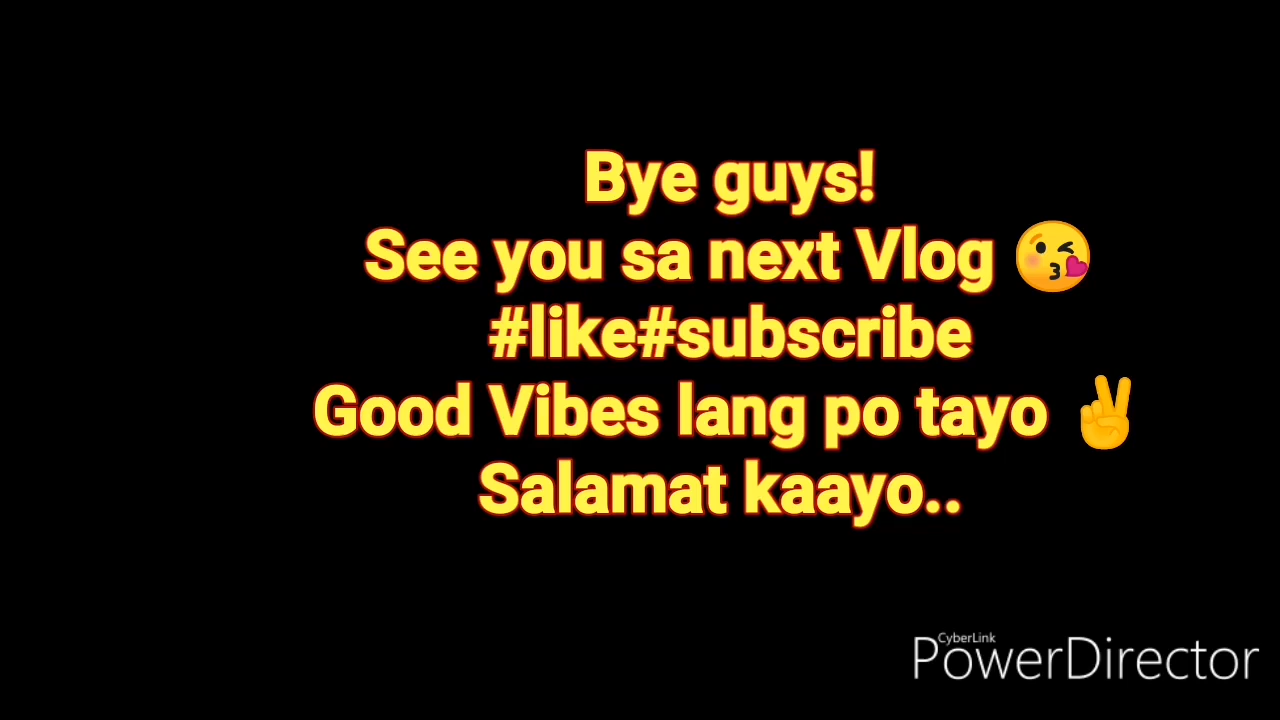 Bye guys!
See you sa next Vlog 😘
#like#subscribe
Good Vibes lang po tayo ✌
Salamat kaayo..
CyberLink
PowerDirector